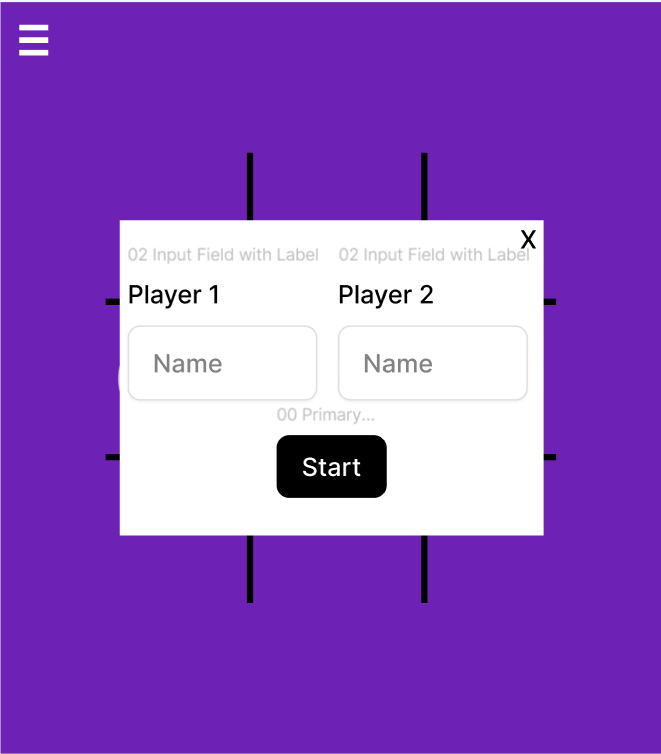 X
02 Input Field with Label 02 Input Field with Label
Player 1 Player 2
Name Name
00 Primary...
Start